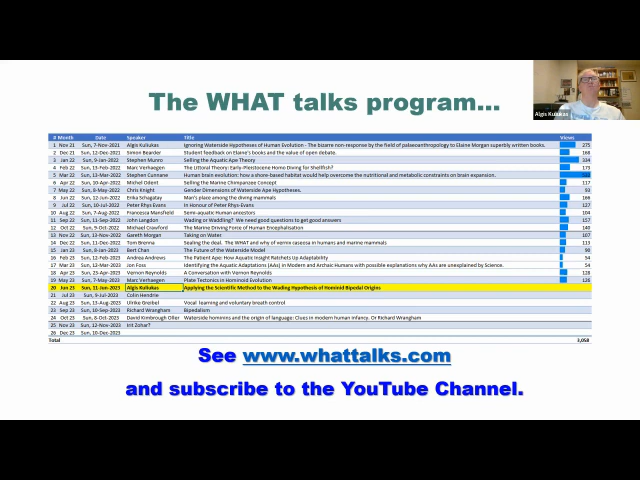 The WHAT talks program...
Algis Kuliukas
# Month Date Speaker Title Views
1 Nov 21 Sun, 7-Nov-2021 Algis Kuliukas Ignoring Waterside Hypotheses of Human Evolution - The bizarre non-response by the field of palaeoanthropology to Elaine Morgan superbly written books. 275
2 Dec 21 Sun, 12-Dec-2021 Simon Bearder Student feedback on Elaine's books and the value of open debate. 168
3 Jan 22 Sun, 9-Jan-2022 Stephen Munro Selling the Aquatic Ape Theory 334
4 Feb 22 Sun, 13-Feb-2022 Marc Verhaegen The Littoral Theory: Early-Pleistocene Homo Diving for Shellfish? 175
5 Mar 22 Sun, 13-Mar-2022 Stephen Cunnane Human brain evolution: how a shore-based habitat would help overcome the nutritional and metabolic constraints on brain expansion.
6 Apr 22 Sun, 10-Apr-2022 Michel Odent Selling the Marine Chimpanzee Concept 117
7 May 22 Sun, 8-May-2022 Chris Knight Gender Dimensions of Waterside Ape Hypotheses. 93
8 Jun 22 Sun, 12-Jun-2022 Erika Schagatay Man's place among the diving mammals 166
9 Jul 22 Sun, 10-Jul-2022 Peter Rhys Evans In Honour of Peter Rhys-Evans 127
10 Aug 22 Sun, 7-Aug-2022 Francesca Mansfield Semi-aquatic Human ancestors 104
11 Sep 22 Sun, 11-Sep-2022 John Langdon Wading or Waddling? We need good questions to get good answers 157
12 Oct 22 Sun, 9-Oct-2022 Michael Crawford The Marine Driving Force of Human Encephalisation 140
13 Nov 22 Sun, 13-Nov-2022 Gareth Morgan Taking on Water 107
14 Dec 22 Sun, 11-Dec-2022 Tom Brenna Sealing the deal. The WHAT and why of vernix caseosa in humans and marine mammals 113
15 Jan 23 Sun, 8-Jan-2023 Bert Chan The Future of the Waterside Model 90
16 Feb 23 Sun, 12-Feb-2023 Andrea Andrews The Patient Ape: How Aquatic Insight Ratchets Up Adaptability 54
17 Mar 23 Sun, 12-Mar-2023 Jon Foss Identifying the Aquatic Adaptations (AAs) in Modern and Archaic Humans with possible explanations why AAs are unexplained by Science. 54
18 Apr 23 Sun, 23-Apr-2023 Vernon Reynolds A Conversation with Vernon Reynolds 128
19 May 23 Sun, 7-May-2023 Marc Verhaegen Plate Tectonics in Hominoid Evolution 126
20 Jun 23 Sun, 11-Jun-2023 Algis Kuliukas Applying the Scientific Method to the Wading Hypothesis of Hominid Bipedal Origins
21 Jul 23 Sun, 9-Jul-2023 Colin Hendrie
22 Aug 23 Sun, 13-Aug-2023 Ulrike Greibel Vocal learning and voluntary breath control
23 Sep 23 Sun, 10-Sep-2023 Richard Wrangham Bipedalism
24 Oct 23 Sun, 8-Oct-2023 David Kimbrough Oller Waterside hominins and the origin of language: Clues in modern human infancy. Or Richard Wrangham
25 Nov 23 Sun, 12-Nov-2023 Irit Zohar?
26 Dec 23 Sun, 10-Dec-2023
Total 3,058
See www.whattalks.com
and subscribe to the YouTube Channel.